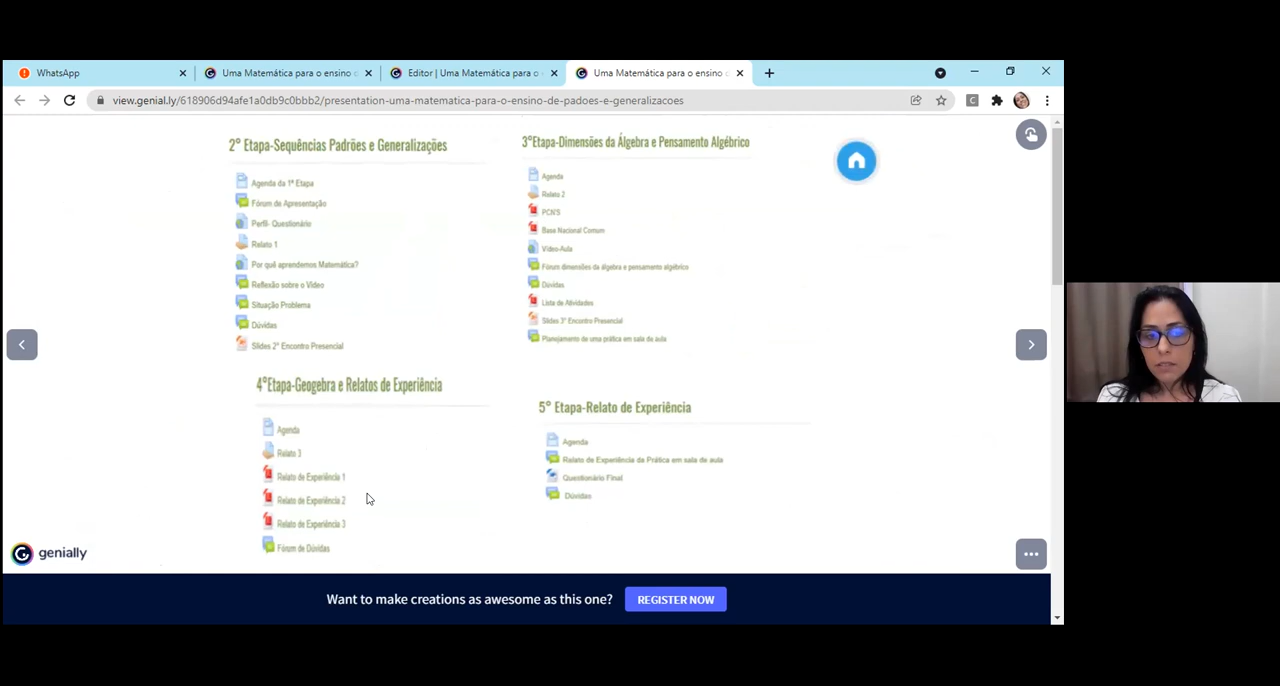 WhatsApp
Uma Matemática para o ensino d
Editor | Uma Matemática para o
Uma Matemática para o ensino d
view.genial.ly/618906d94afe1a0db9c0bbb2/presentation-uma-matematica-para-o-ensino-de-padoes-e-generalizacoes
C
2° Etapa-Sequências Padrões e Generalizações
Agenda da 1ª Etapa
Fórum de Apresentação
Perfil- Questionário
Relato 1
Por quê aprendemos Matemática?
Reflexão sobre o Vídeo
Situação Problema
Dúvidas
Slides 2° Encontro Presencial
3°Etapa-Dimensões da Álgebra e Pensamento Algébrico
Agenda
Relato 2
PCN'S
Base Nacional Comum
Vídeo-Aula
Fórum dimensões da álgebra e pensamento algébrico
Dúvidas
Lista de Atividades
Slides 3° Encontro Presencial
Planejamento de uma prática em sala de aula
4°Etapa-Geogebra e Relatos de Experiência
Agenda
Relato 3
Relato de Experiência 1
Relato de Experiência 2
Relato de Experiência 3
Fórum de Dúvidas
5° Etapa-Relato de Experiência
Agenda
Relato de Experiência da Prática em sala de aula
Questionário Final
Dúvidas
genially
Want to make creations as awesome as this one?
REGISTER NOW